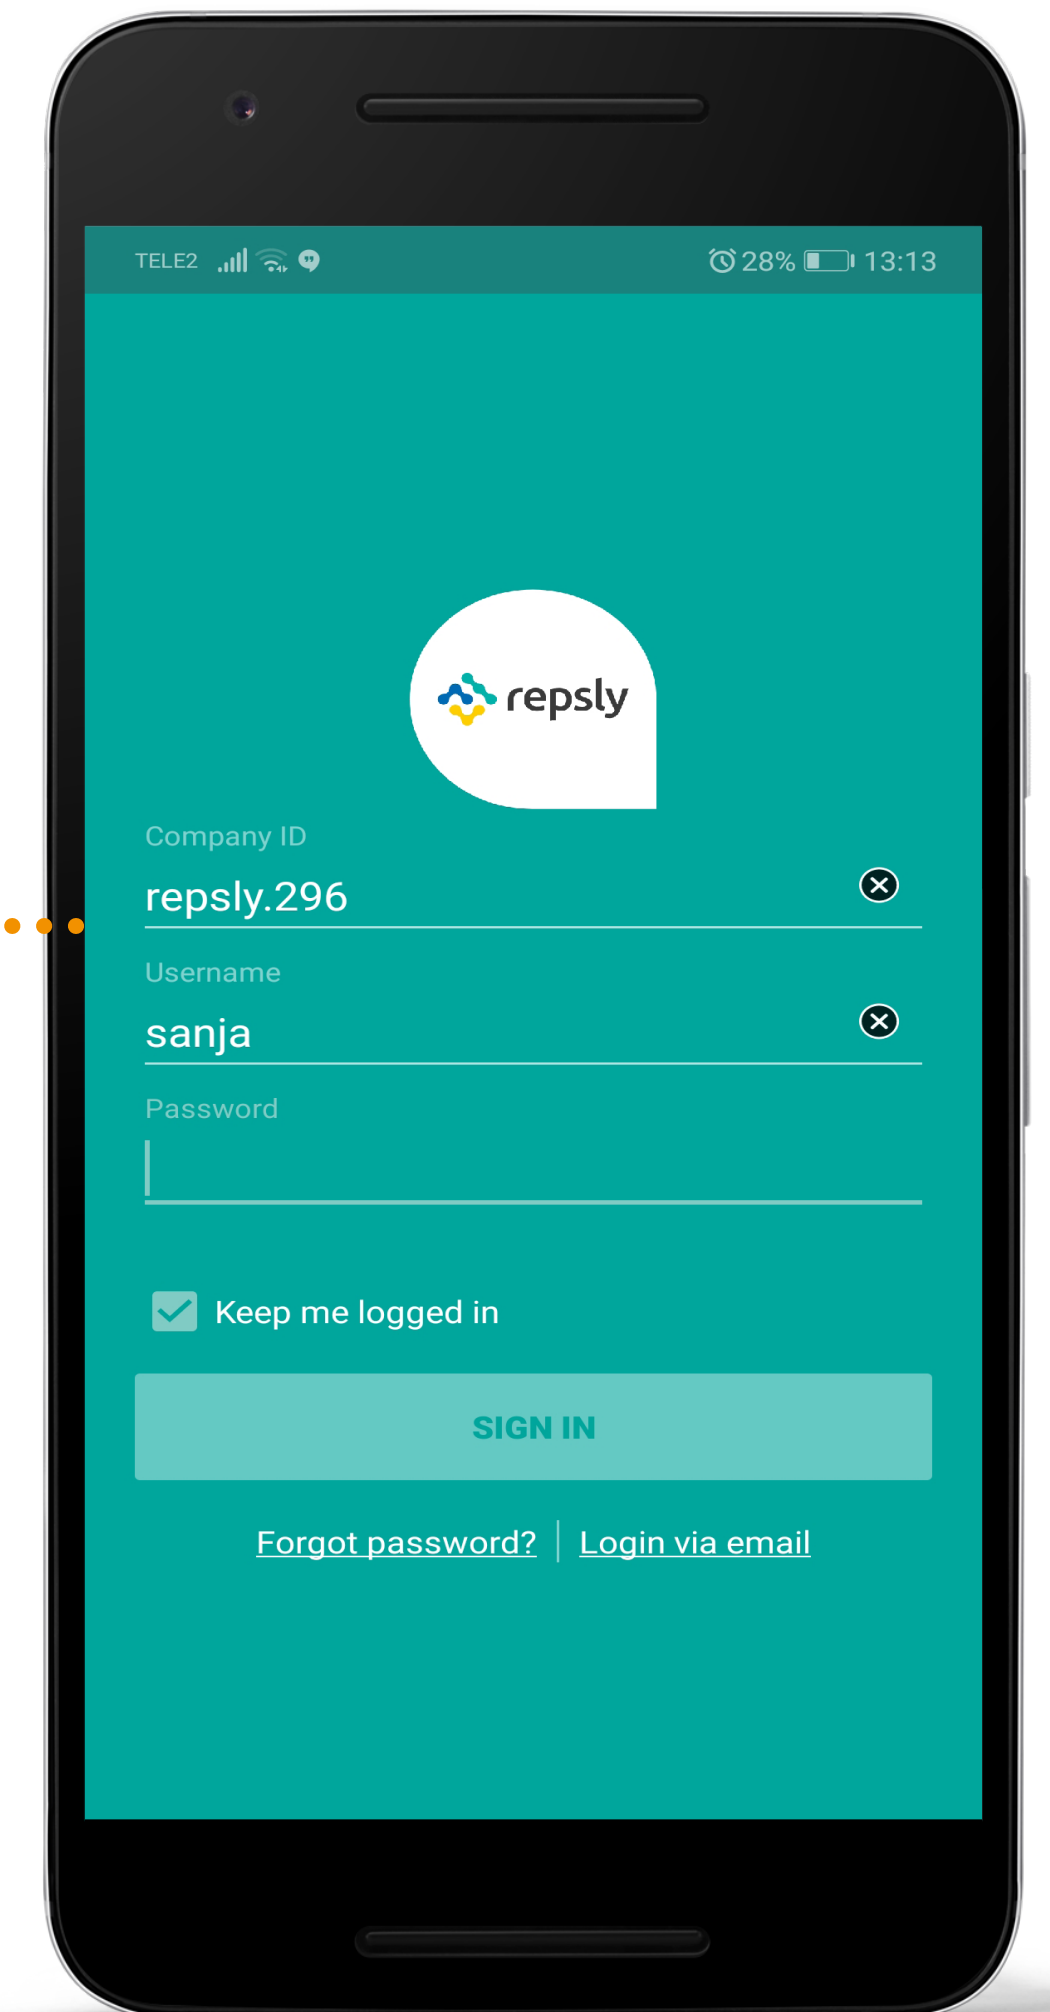 TELE2
28% 13:13
repsly
Company ID
repsly.296
Username
sanja
Password
Keep me logged in
SIGN IN
Forgot password? Login via email